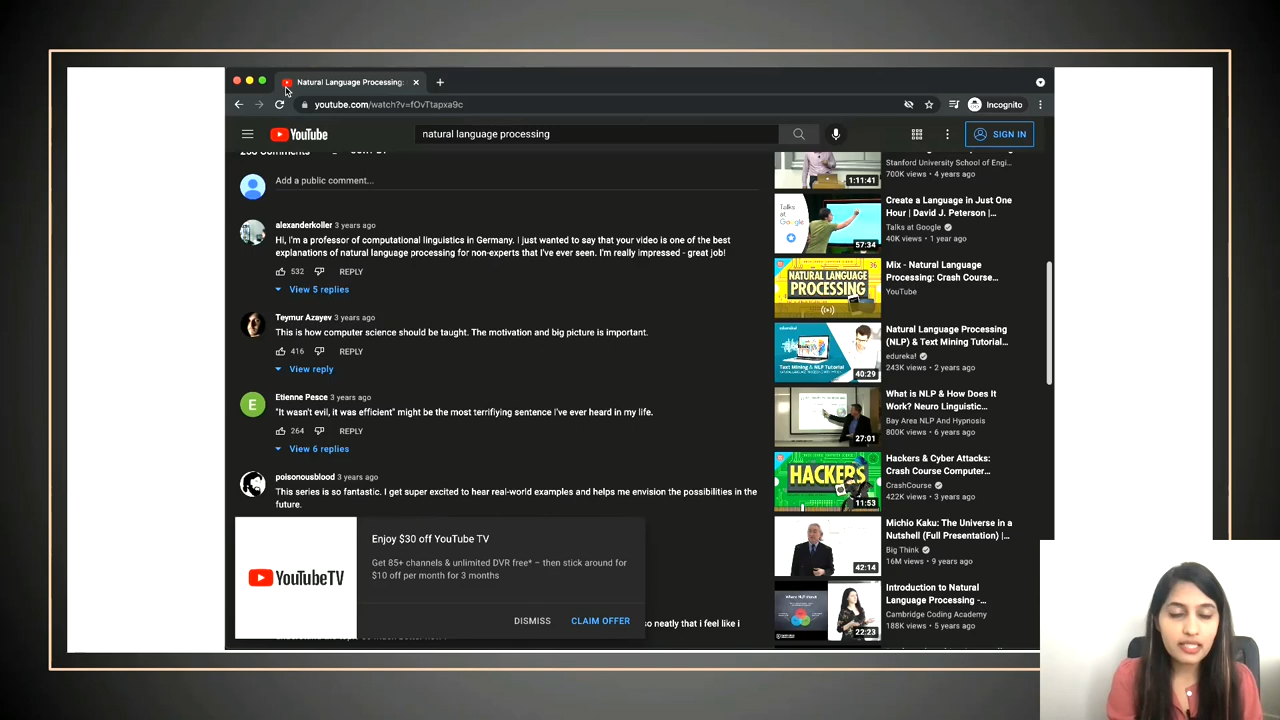 Natural Language Processing:
youtube.com/watch?v=fOvTtapxa9c
Incognito
YouTube
natural language processing
SIGN IN
Add a public comment...
alexanderkoller 3 years ago
Hi, I'm a professor of computational linguistics in Germany. I just wanted to say that your video is one of the best
explanations of natural language processing for non-experts that I've ever seen. I'm really impressed - great job!
532 REPLY
View 5 replies
Teymur Azayev 3 years ago
This is how computer science should be taught. The motivation and big picture is important.
416 REPLY
View reply
E
Etienne Pesce 3 years ago
"It wasn't evil, it was efficient" might be the most terrifiying sentence I've ever heard in my life.
264 REPLY
View 6 replies
poisonousblood 3 years ago
This series is so fantastic. I get super excited to hear real-world examples and helps me envision the possibilities in the
future.
YouTubeTV
Enjoy $30 off YouTube TV
Get 85+ channels & unlimited DVR free* – then stick around for
$10 off per month for 3 months
DISMISS CLAIM OFFER
so neatly that i feel like i
Stanford University School of Engi...
700K views • 4 years ago
1:11:41
Create a Language in Just One
Hour | David J. Peterson |...
Talks at Google
40K views • 1 year ago
Talks
at
Google
57:34
Mix - Natural Language
Processing: Crash Course...
YouTube
36
NATURAL LANGUAGE
PROCESSING
Natural Language Processing
(NLP) & Text Mining Tutorial...
edureka!
243K views • 2 years ago
edureka!
TEXT MINING & NLP TUTORIAL
40:29
What is NLP & How Does It
Work? Neuro Linguistic...
Bay Area NLP And Hypnosis
800K views • 6 years ago
27:01
Hackers & Cyber Attacks:
Crash Course Computer...
CrashCourse
422K views • 3 years ago
HACKERS
11:53
Michio Kaku: The Universe in a
Nutshell (Full Presentation) |...
Big Think
16M views • 9 years ago
42:14
Introduction to Natural
Language Processing -...
Cambridge Coding Academy
188K views • 5 years ago
22:23